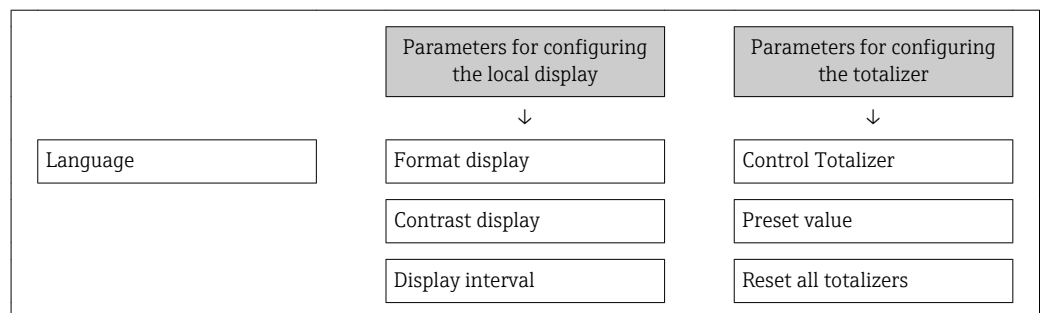 Parameters for configuring
the local display
Parameters for configuring
the totalizer
↓
↓
Language
Format display
Control Totalizer
Contrast display
Preset value
Display interval
Reset all totalizers